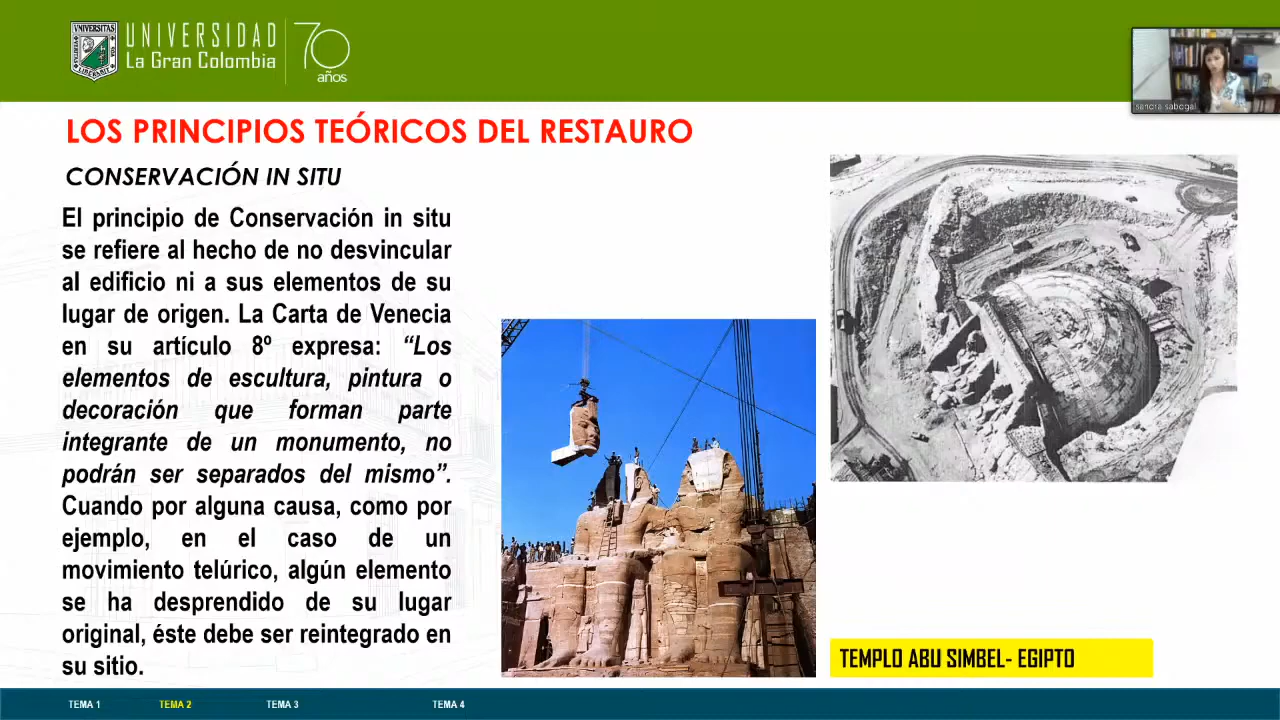 UNIVERSITAS
VERITAS
LIBERABIT
UNIVERSIDAD
La Gran Colombia
70
años
sandra sabogal
LOS PRINCIPIOS TEÓRICOS DEL RESTAURO
CONSERVACIÓN IN SITU
El principio de Conservación in situ
se refiere al hecho de no desvincular
al edificio ni a sus elementos de su
lugar de origen. La Carta de Venecia
en su artículo 8º expresa: “Los
elementos de escultura, pintura o
decoración que forman parte
integrante de un monumento, no
podrán ser separados del mismo”.
Cuando por alguna causa, como por
ejemplo, en el caso de un
movimiento telúrico, algún elemento
se ha desprendido de su lugar
original, éste debe ser reintegrado en
su sitio.
TEMPLO ABU SIMBEL- EGIPTO
TEMA 1 TEMA 2 TEMA 3 TEMA 4